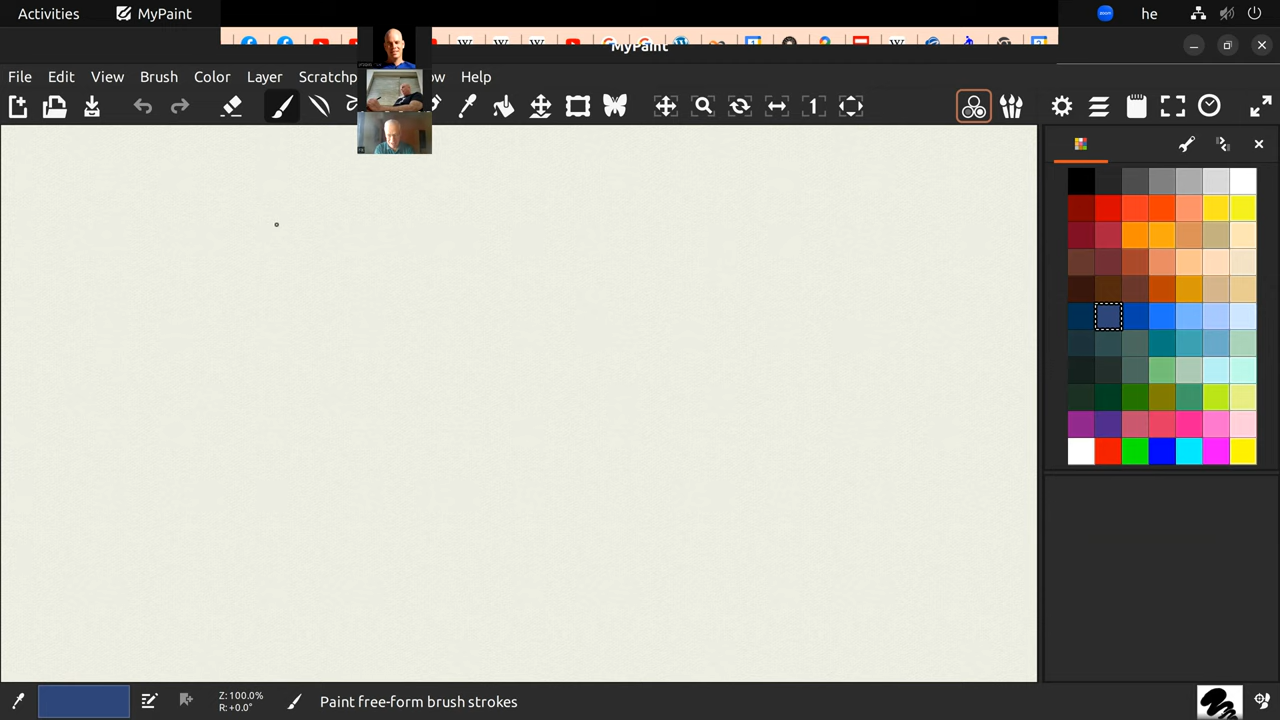 Activities MyPaint he
MyPaint
File Edit View Brush Color Layer Scratchp ow Help
Z: 100.0%
R: +0.0°
Paint free-form brush strokes